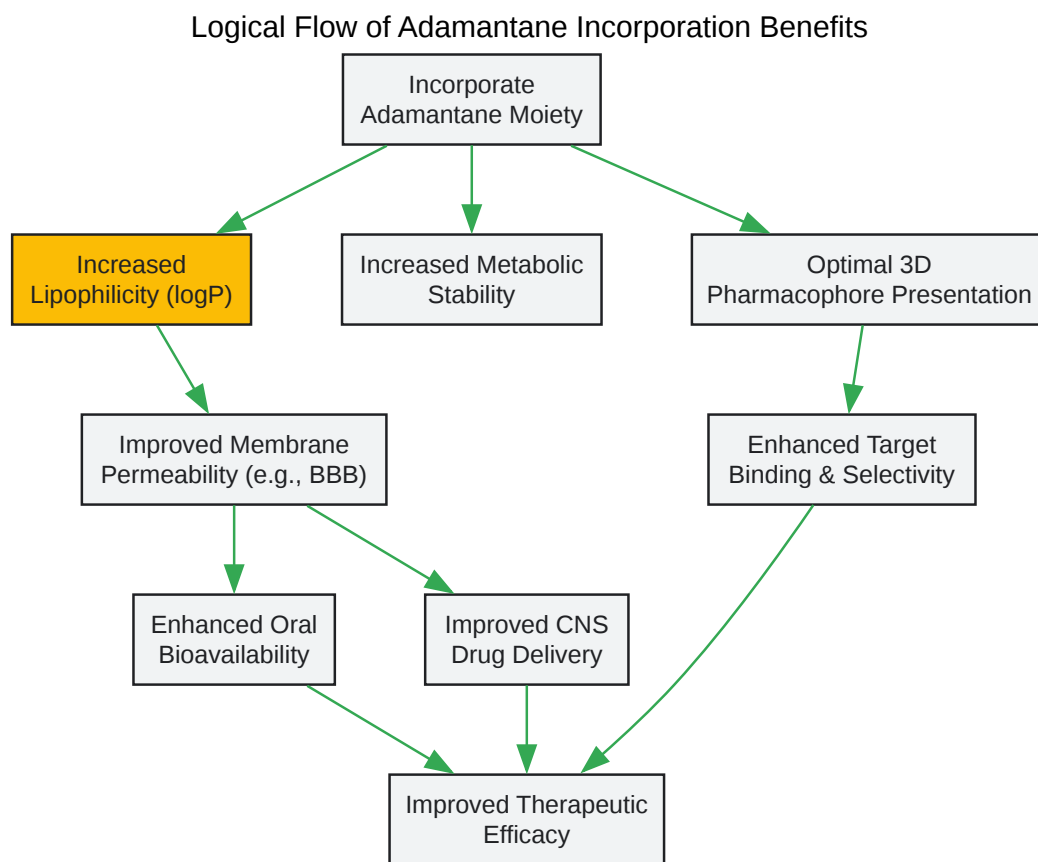 Logical Flow of Adamantane Incorporation Benefits
Incorporate
Adamantane Moiety
Increased
Lipophilicity (logP)
Increased Metabolic
Stability
Optimal 3D
Pharmacophore Presentation
Improved Membrane
Permeability (e.g., BBB)
Enhanced Target
Binding & Selectivity
Enhanced Oral
Bioavailability
Improved CNS
Drug Delivery
Improved Therapeutic
Efficacy